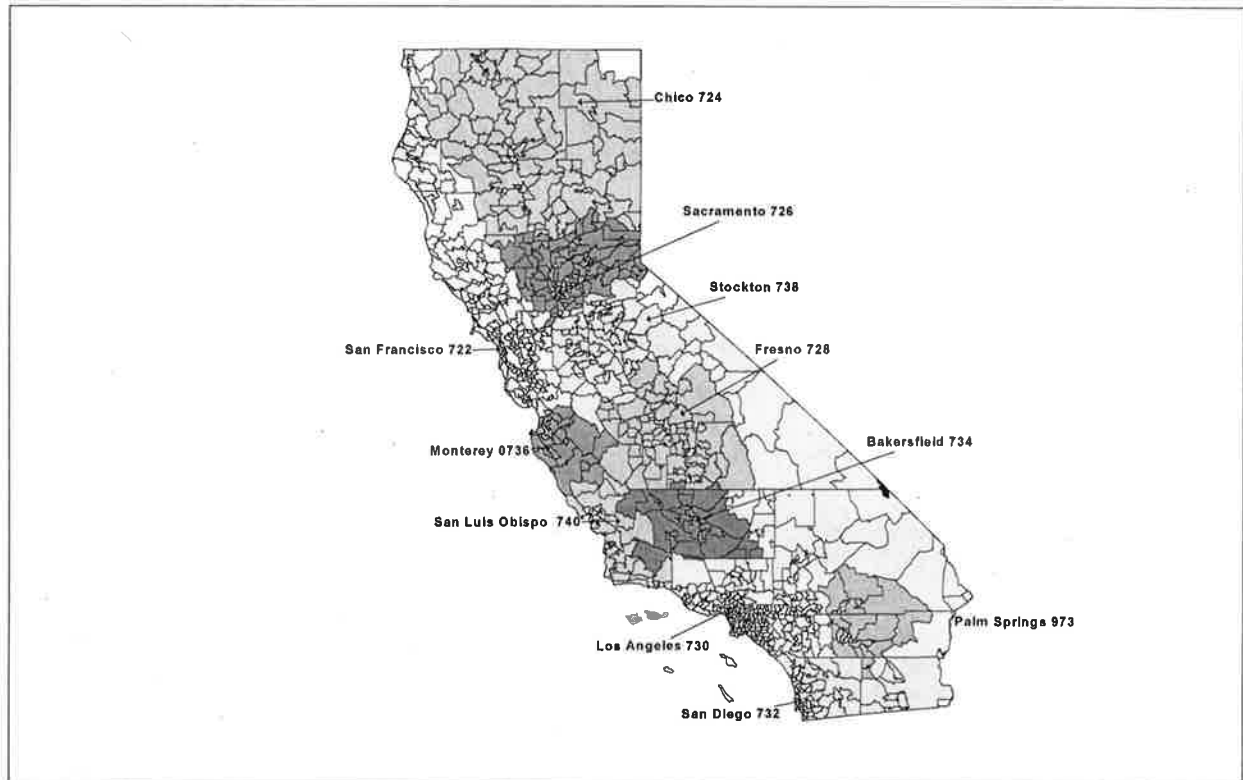 Chico 724
Sacramento 726
Stockton 738
Fresno 728
San Francisco 722
Monterey 0736
Bakersfield 734
San Luis Obispo 740
Palm Springs 973
Los Angeles 730
San Diego 732